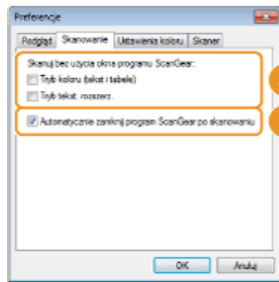 Preferencje
Podgląd Skanowanie Ustawienia koloru Skaner
Skanuj bez użycia okna programu ScanGear:
Tryb koloru (tekst i tabele)
Tryb tekst. rozszerz.
Automatycznie zamknij program ScanGear po skanowaniu
OK Anuluj